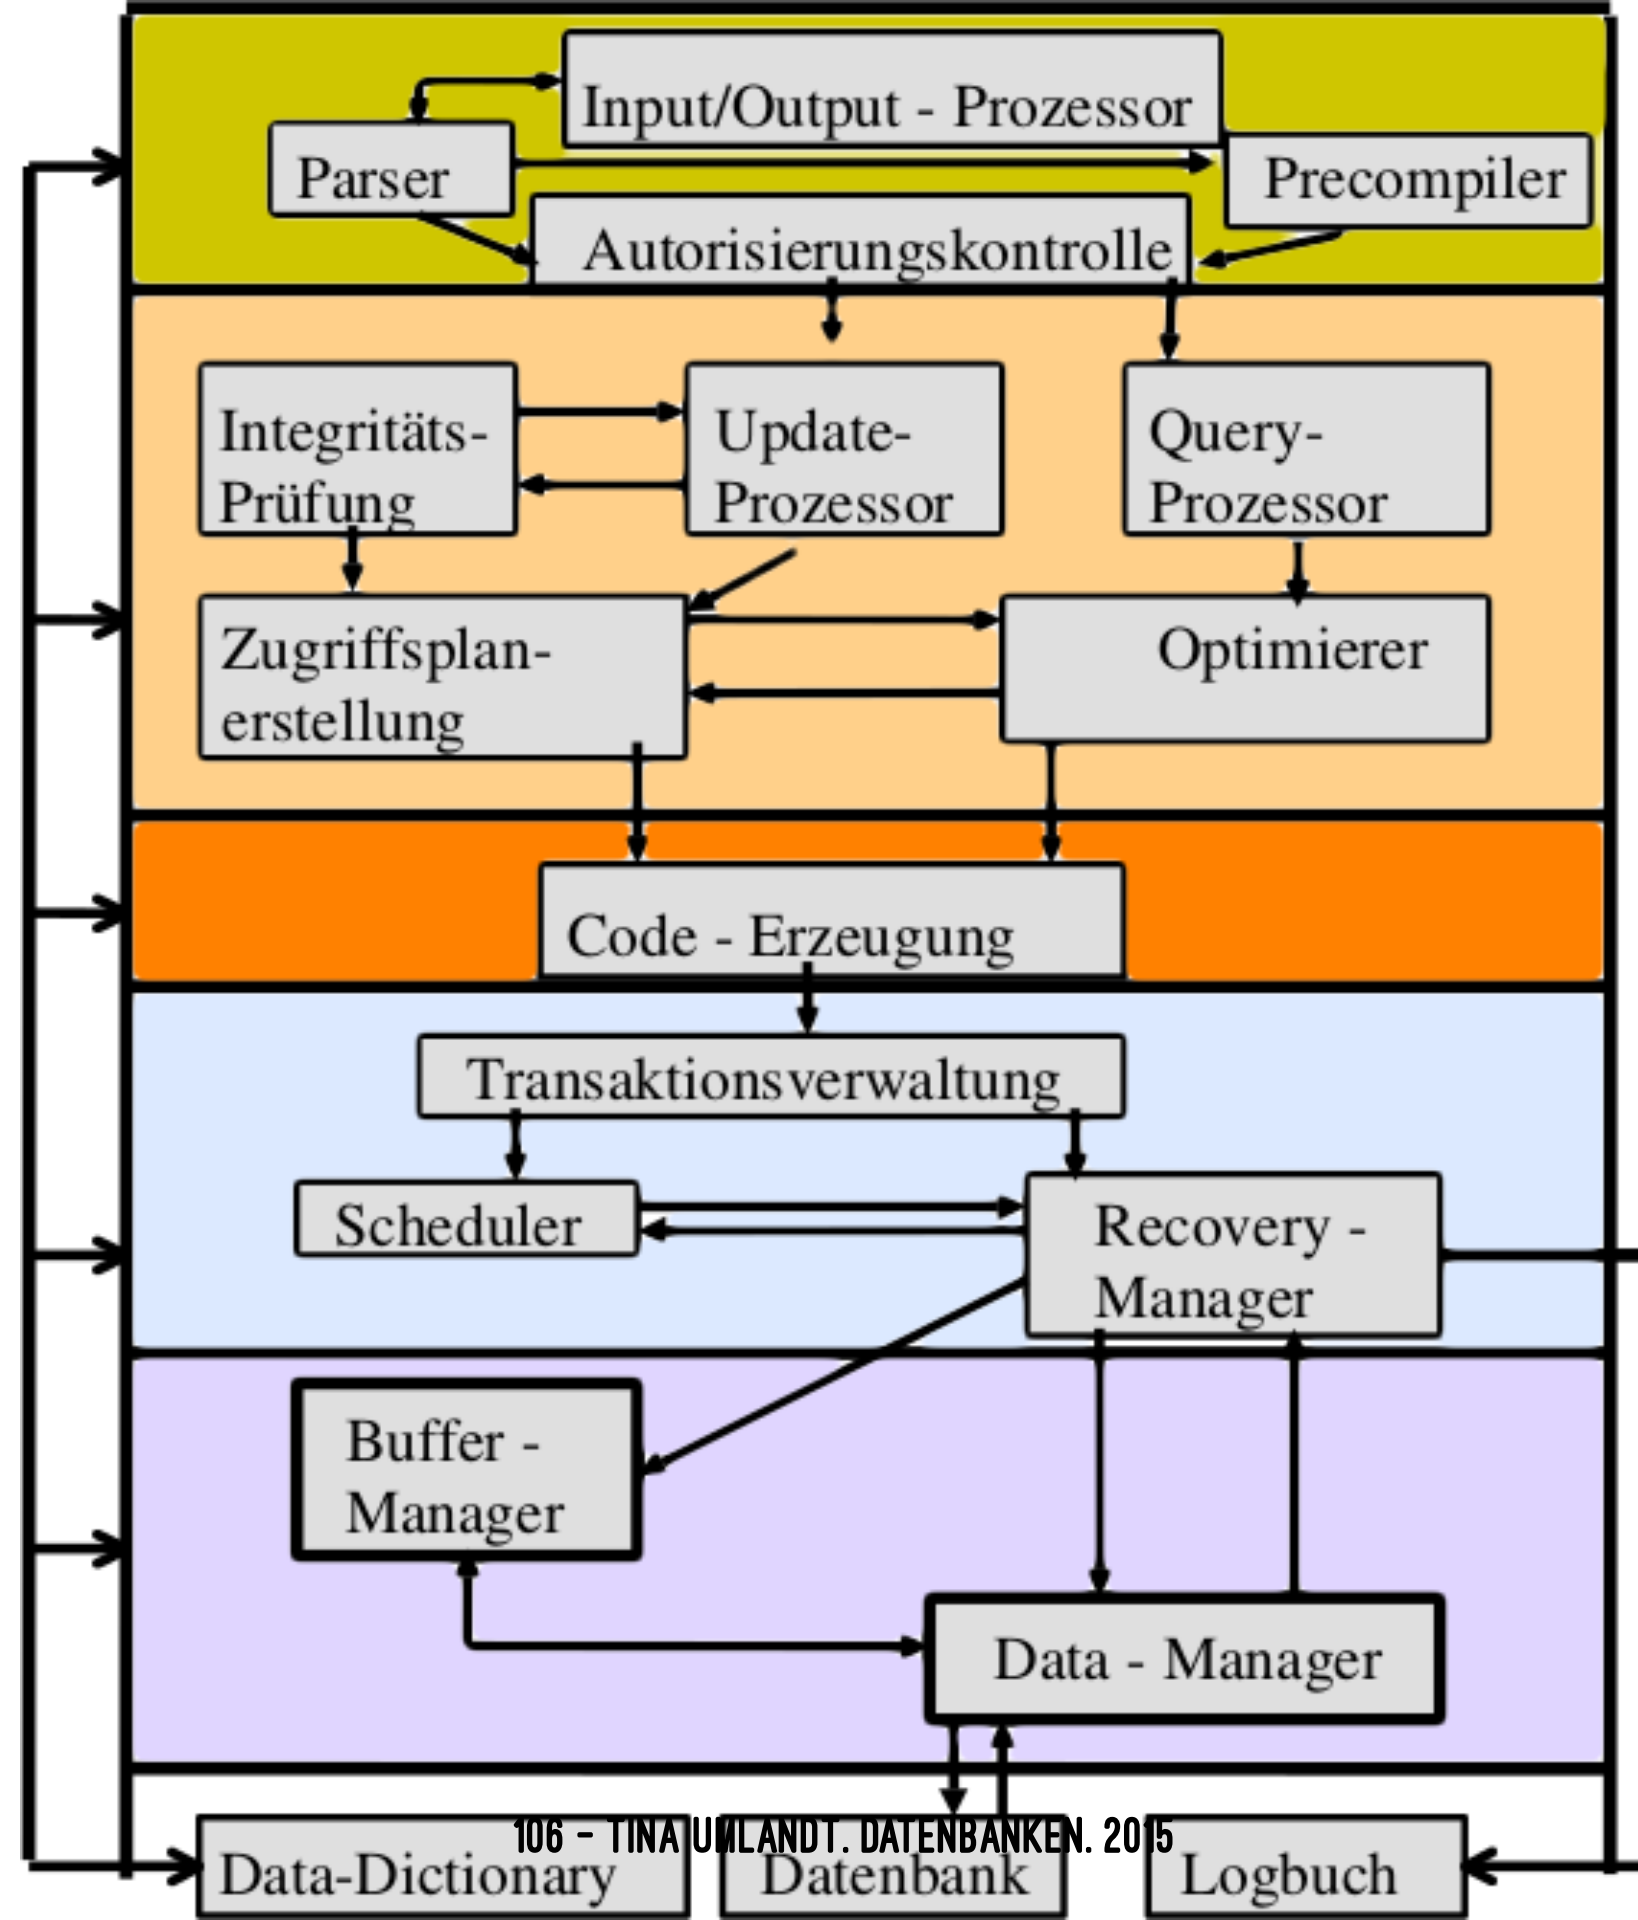 Input/Output - Prozessor
Parser
Precompiler
Autorisierungskontrolle
Integritäts-
Prüfung
Update-
Prozessor
Query-
Prozessor
Zugriffsplan-
erstellung
Optimierer
Code - Erzeugung
Transaktionsverwaltung
Scheduler
Recovery -
Manager
Buffer -
Manager
Data - Manager
106 - TINA UMLANDT. DATENBANKEN. 2015
Data-Dictionary
Datenbank
Logbuch